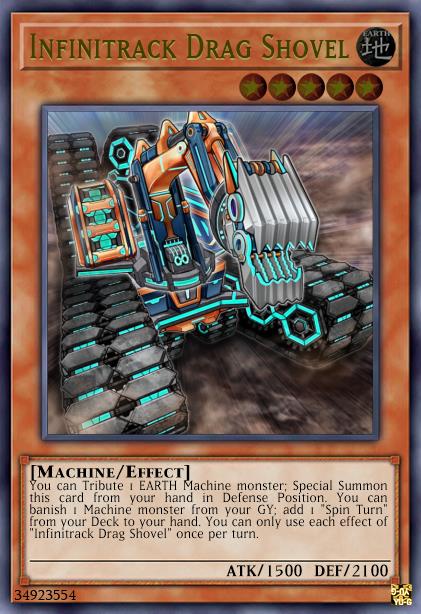 INFINITRACK DRAG SHOVEL
EARTH
地
[MACHINE/EFFECT]
You can Tribute 1 EARTH Machine monster; Special Summon
this card from your hand in Defense Position. You can
banish 1 Machine monster from your GY; add 1 "Spin Turn"
from your Deck to your hand. You can only use each effect of
"Infinitrack Drag Shovel" once per turn.
ATK/1500 DEF/2100
34923554